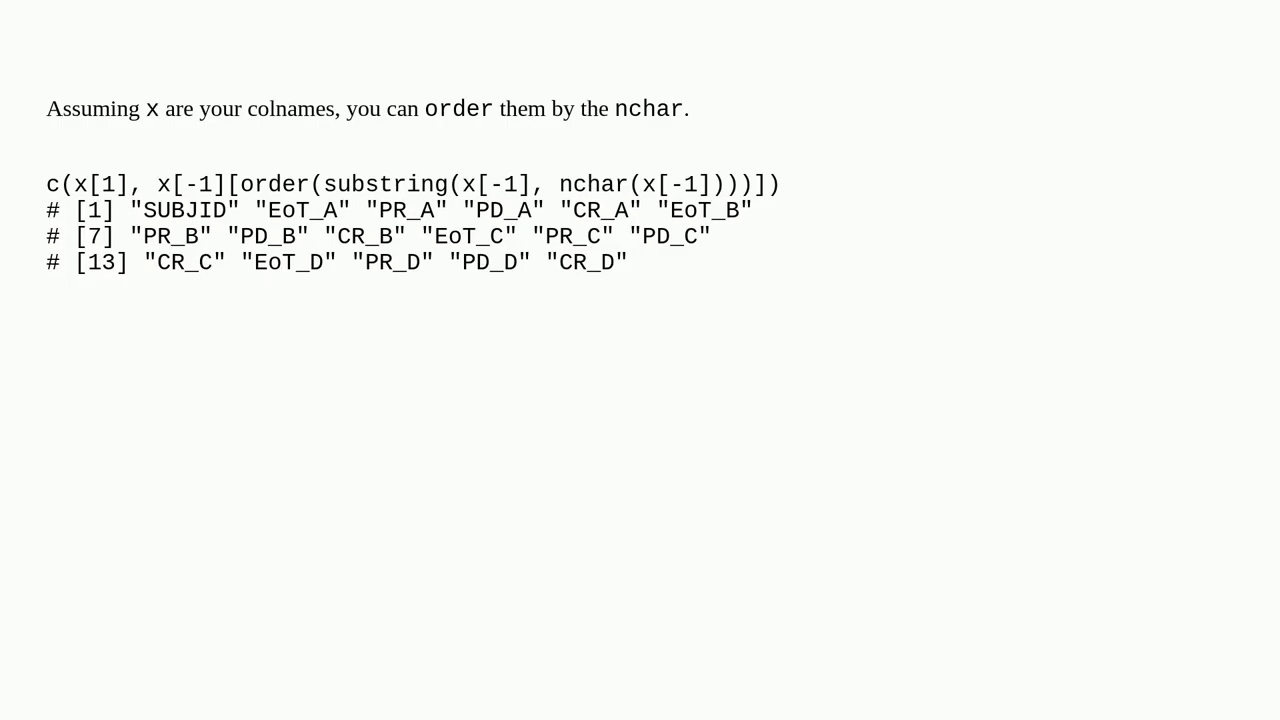 Assuming x are your colnames, you can order them by the nchar.
c(x[1], x[-1][order(substring(x[-1], nchar(x[-1])))])
# [1] "SUBJID" "EoT_A" "PR_A" "PD_A" "CR_A" "EoT_B"
# [7] "PR_B" "PD_B" "CR_B" "EoT_C" "PR_C" "PD_C"
# [13] "CR_C" "EoT_D" "PR_D" "PD_D" "CR_D"